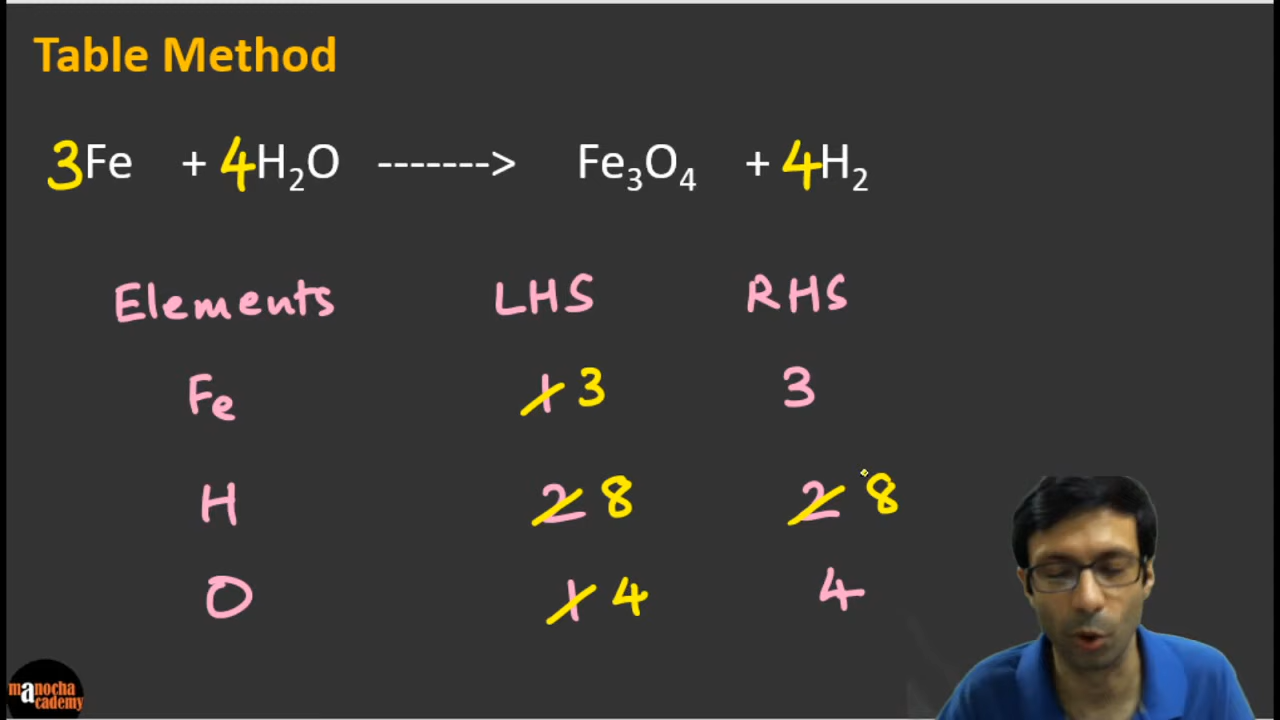 Table Method
3Fe + 4H₂O -------> Fe₃O₄ + 4H₂
Elements LHS RHS
Fe 1 3 3
H 2 8 2 8
O 1 4 4
manocha
academy